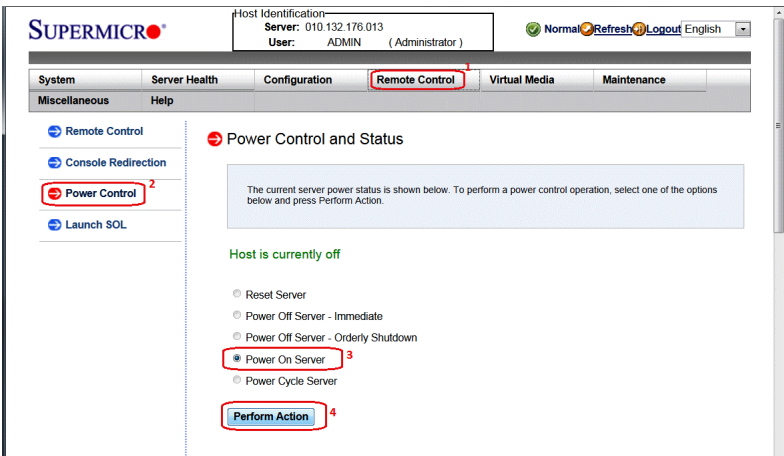 Host Identification
Server: 010.132.176.013
User: ADMIN ( Administrator )
SUPERMICRO
Normal Refresh Logout English
1
System Server Health Configuration Remote Control Virtual Media Maintenance
Miscellaneous Help
Remote Control
Console Redirection
Power Control 2
Launch SOL
Power Control and Status
The current server power status is shown below. To perform a power control operation, select one of the options
below and press Perform Action.
Host is currently off
Reset Server
Power Off Server - Immediate
Power Off Server - Orderly Shutdown
Power On Server 3
Power Cycle Server
Perform Action 4